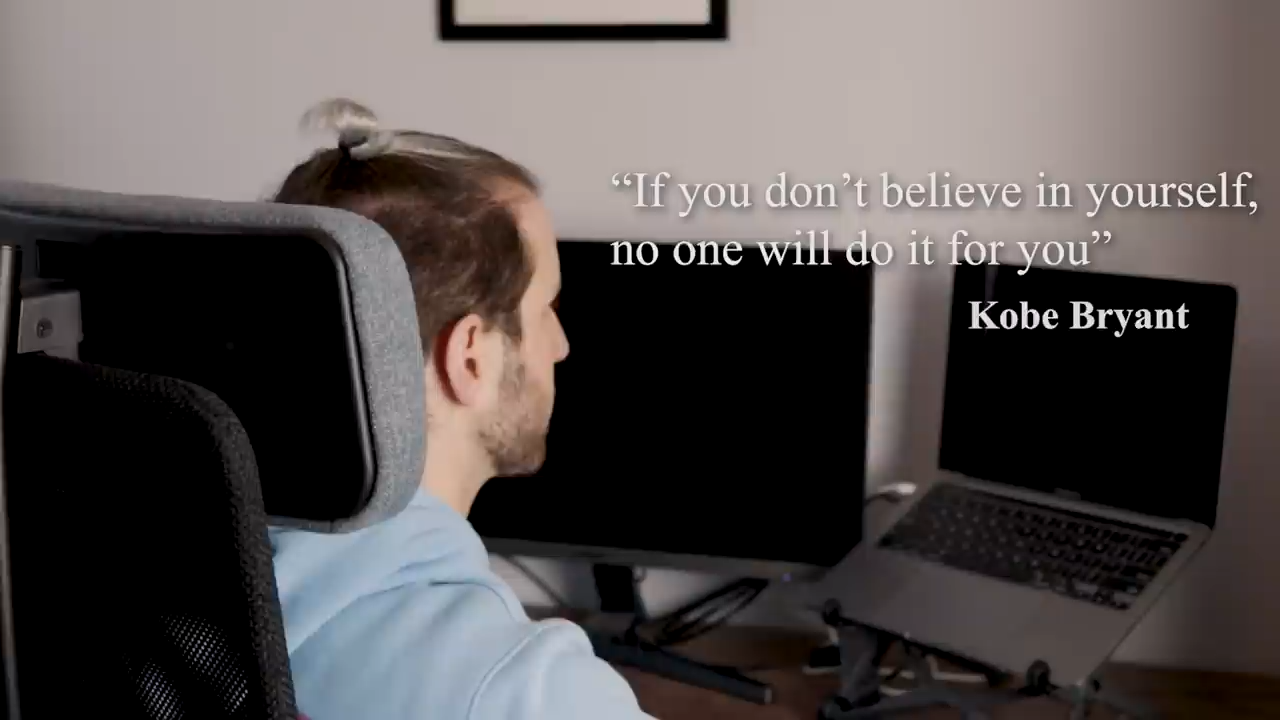 “If you don’t believe in yourself,
no one will do it for you”
Kobe Bryant